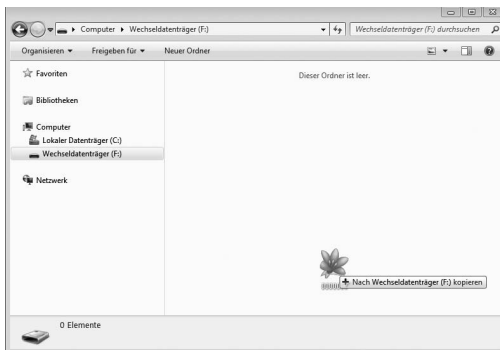 Computer ▸ Wechseldatenträger (F:)
Wechseldatenträger (F:) durchsuchen
Organisieren ▾ Freigeben für ▾ Neuer Ordner
Favoriten
Dieser Ordner ist leer.
Bibliotheken
Computer
Lokaler Datenträger (C:)
Wechseldatenträger (F:)
Netzwerk
Nach Wechseldatenträger (F:) kopieren
0 Elemente